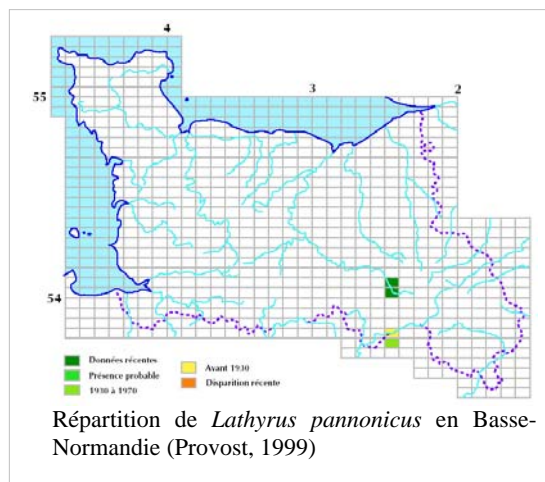 4
55
3
2
54
Données récentes
Présence probable
1930 à 1970
Avant 1930
Disparition récente
Répartition de Lathyrus pannonicus en Basse-
Normandie (Provost, 1999)